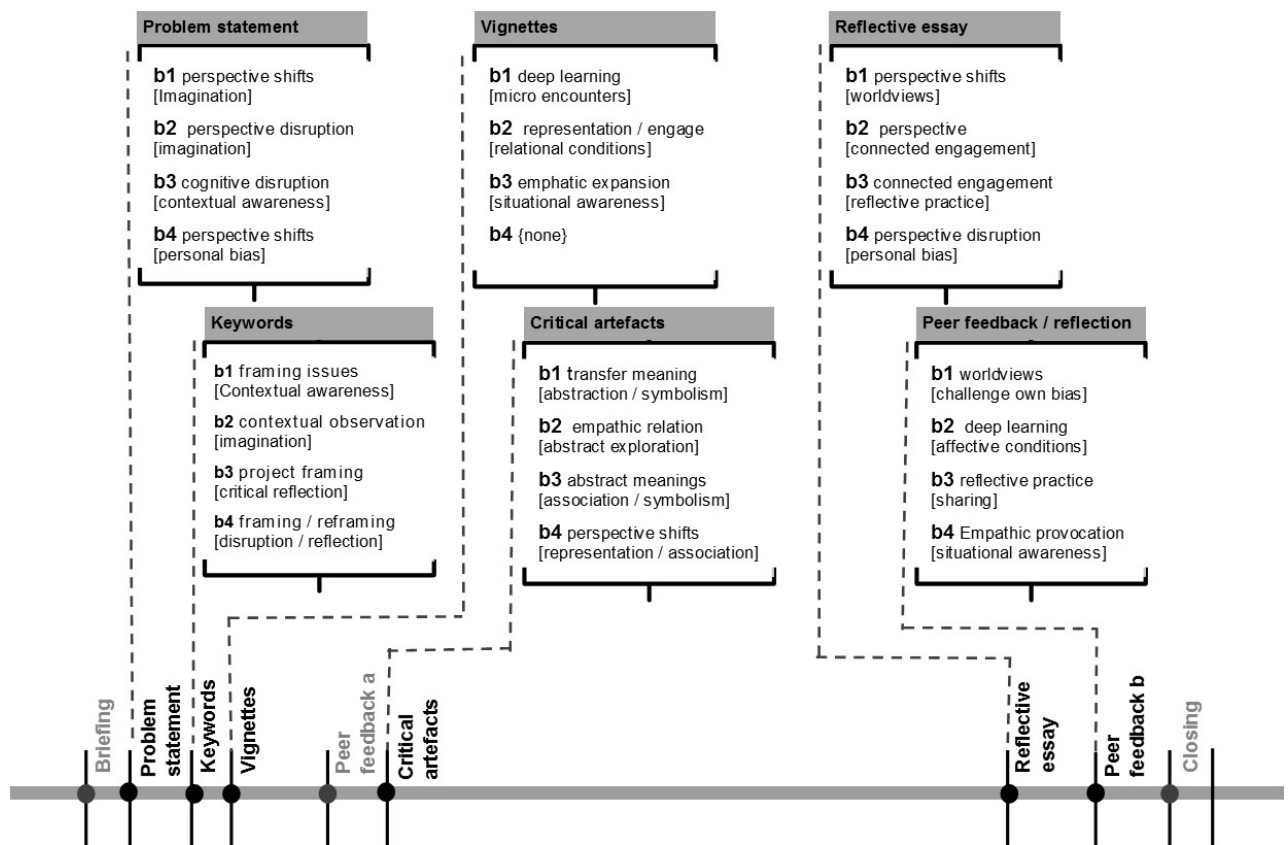 Problem statement
b1 perspective shifts
[Imagination]
b2 perspective disruption
[imagination]
b3 cognitive disruption
[contextual awareness]
b4 perspective shifts
[personal bias]
Vignettes
b1 deep learning
[micro encounters]
b2 representation / engage
[relational conditions]
b3 emphatic expansion
[situational awareness]
b4 {none}
Reflective essay
b1 perspective shifts
[worldviews]
b2 perspective
[connected engagement]
b3 connected engagement
[reflective practice]
b4 perspective disruption
[personal bias]
Keywords
b1 framing issues
[Contextual awareness]
b2 contextual observation
[imagination]
b3 project framing
[critical reflection]
b4 framing / reframing
[disruption / reflection]
Critical artefacts
b1 transfer meaning
[abstraction / symbolism]
b2 empathic relation
[abstract exploration]
b3 abstract meanings
[association / symbolism]
b4 perspective shifts
[representation / association]
Peer feedback / reflection
b1 worldviews
[challenge own bias]
b2 deep learning
[affective conditions]
b3 reflective practice
[sharing]
b4 Empathic provocation
[situational awareness]
Briefing
Problem
statement
Keywords
Vignettes
Peer
feedback a
Critical
artefacts
Reflective
essay
Peer
feedback b
Closing